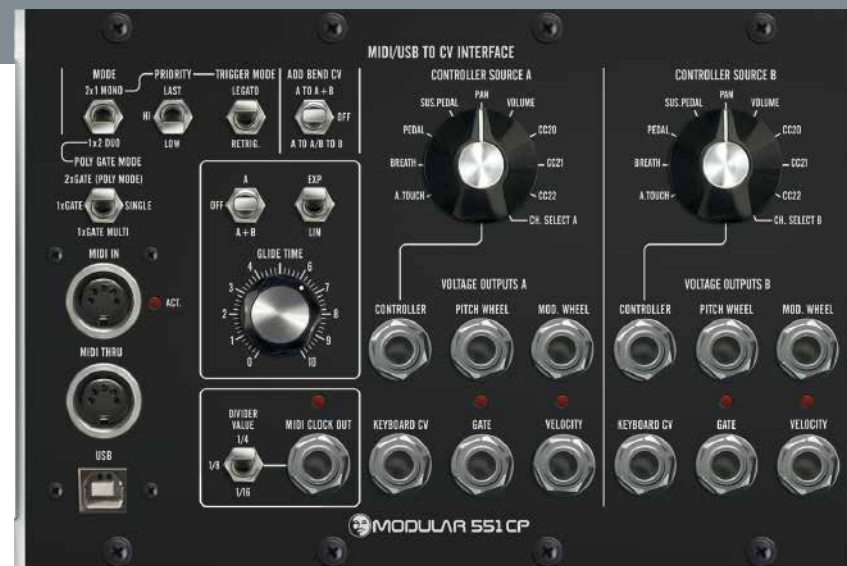 MIDI/USB TO CV INTERFACE
MODE
PRIORITY
TRIGGER MODE
ADD BEND CV
2x1 MONO
LAST
LEGATO
A TO A + B
HI
OFF
1x2 DUO
LOW
RETRIG.
A TO A/B TO B
POLY GATE MODE
2xGATE (POLY MODE)
1xGATE
SINGLE
1xGATE MULTI
A
EXP
OFF
A + B
LIN
GLIDE TIME
0 1 2 3 4 6 7 8 9 10
MIDI IN
ACT.
MIDI THRU
USB
DIVIDER
VALUE
1/4
1/8
1/16
MIDI CLOCK OUT
CONTROLLER SOURCE A
PAN
SUS.PEDAL
VOLUME
PEDAL
CC20
BREATH
CC21
A.TOUCH
CC22
CH. SELECT A
VOLTAGE OUTPUTS A
CONTROLLER
PITCH WHEEL
MOD. WHEEL
KEYBOARD CV
GATE
VELOCITY
CONTROLLER SOURCE B
PAN
SUS.PEDAL
VOLUME
PEDAL
CC20
BREATH
CC21
A.TOUCH
CC22
CH. SELECT B
VOLTAGE OUTPUTS B
CONTROLLER
PITCH WHEEL
MOD. WHEEL
KEYBOARD CV
GATE
VELOCITY
MODULAR 551 CP